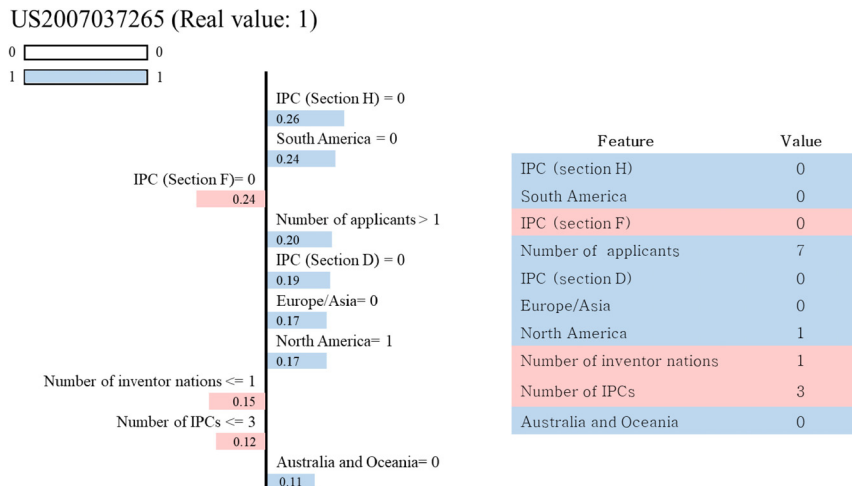 US2007037265 (Real value: 1)
0 0
1 1
IPC (Section H) = 0
0.26
South America = 0
0.24
IPC (Section F)= 0
0.24
Number of applicants > 1
0.20
IPC (Section D) = 0
0.19
Europe/Asia= 0
0.17
North America= 1
0.17
Number of inventor nations <= 1
0.15
Number of IPCs <= 3
0.12
Australia and Oceania= 0
0.11
Feature Value
IPC (section H) 0
South America 0
IPC (section F) 0
Number of applicants 7
IPC (section D) 0
Europe/Asia 0
North America 1
Number of inventor nations 1
Number of IPCs 3
Australia and Oceania 0